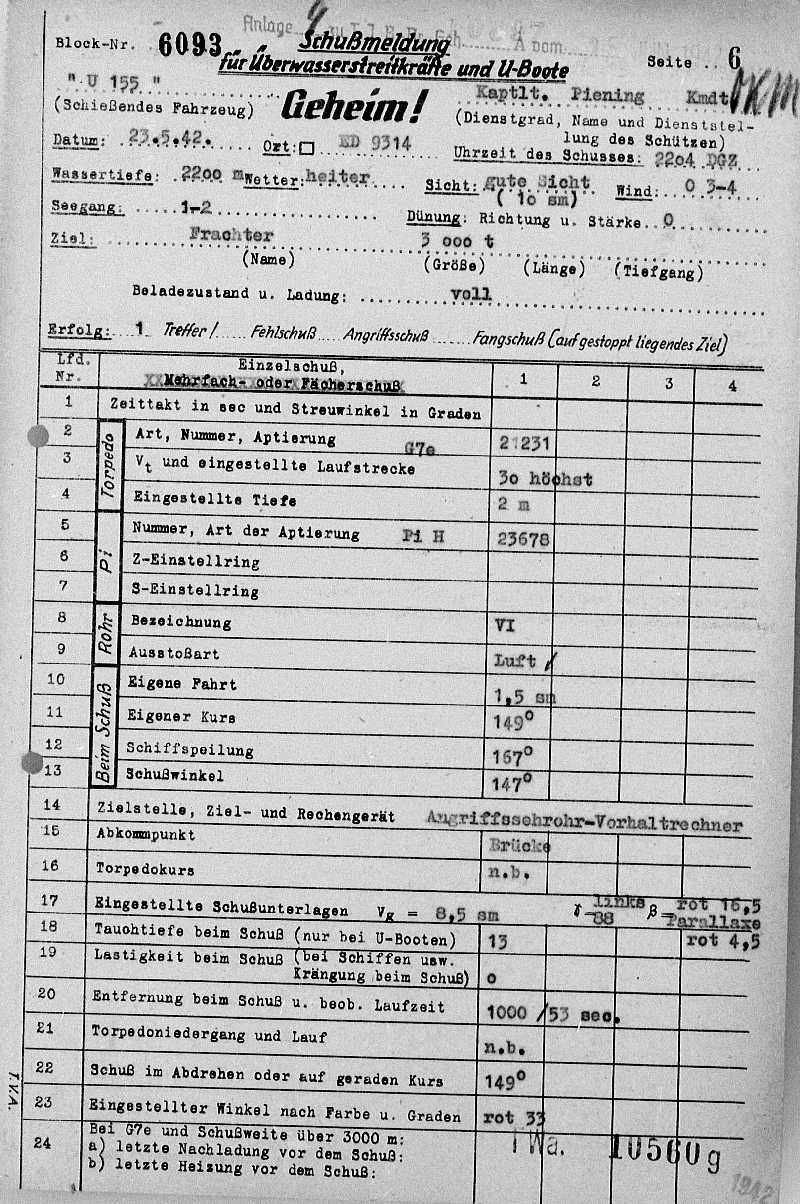 Anlage
Block-Nr. 6093 Schußmeldung
für Überwasserstreitkräfte und U-Boote Seite .. 6
" U 155 " Kaptlt. Piening Kmdt
(Schießendes Fahrzeug) Geheim! (Dienstgrad, Name und Dienststel-
lung des Schützen)
Datum: 23.5.42. Ort: ED 9314 Uhrzeit des Schusses: 2204 DGZ
Wassertiefe: 2200 m Wetter: heiter Sicht: gute Sicht Wind: O 3-4
( 10 sm)
Seegang: 1-2 Dünung: Richtung u. Stärke.. O
Ziel: Frachter 3 000 t
(Name) (Größe) (Länge) (Tiefgang)
Beladezustand u. Ladung: voll
Erfolg: 1 Treffer/ Fehlschuß Angriffsschuß Fangschuß (auf gestoppt liegendes Ziel)
Lfd. Nr. Einzelschuß,
Mehrfach- oder Fächerschuß 1 2 3 4
1 Zeittakt in sec und Streuwinkel in Graden
Torpedo
2 Art, Nummer, Aptierung G7e 21231
3 Vt und eingestellte Laufstrecke 30 höchst
4 Eingestellte Tiefe 2 m
Pi
5 Nummer, Art der Aptierung Pi H 23678
6 Z-Einstellring
7 S-Einstellring
Rohr
8 Bezeichnung VI
9 Ausstoßart Luft
Beim Schuß
10 Eigene Fahrt 1,5 sm
11 Eigener Kurs 149°
12 Schiffspeilung 167°
13 Schußwinkel 147°
14 Zielstelle, Ziel- und Rechengerät Angriffssehrohr-Vorhaltrechner
15 Abkommpunkt Brücke
16 Torpedokurs n.b.
17 Eingestellte Schußunterlagen Vg = 8,5 sm γ = links 88 β = rot 16,5
Parallaxe
rot 4,5
18 Tauchtiefe beim Schuß (nur bei U-Booten) 13
19 Lastigkeit beim Schuß (bei Schiffen usw.
Krängung beim Schuß) o
20 Entfernung beim Schuß u. beob. Laufzeit 1000 /53 sec.
21 Torpedoniedergang und Lauf n.b.
22 Schuß im Abdrehen oder auf geraden Kurs 149°
23 Eingestellter Winkel nach Farbe u. Graden rot 33
24 Bei G7e und Schußweite über 3000 m:
a) letzte Nachladung vor dem Schuß:
b) letzte Heizung vor dem Schuß:
TWa. 10560g
T.V.A.